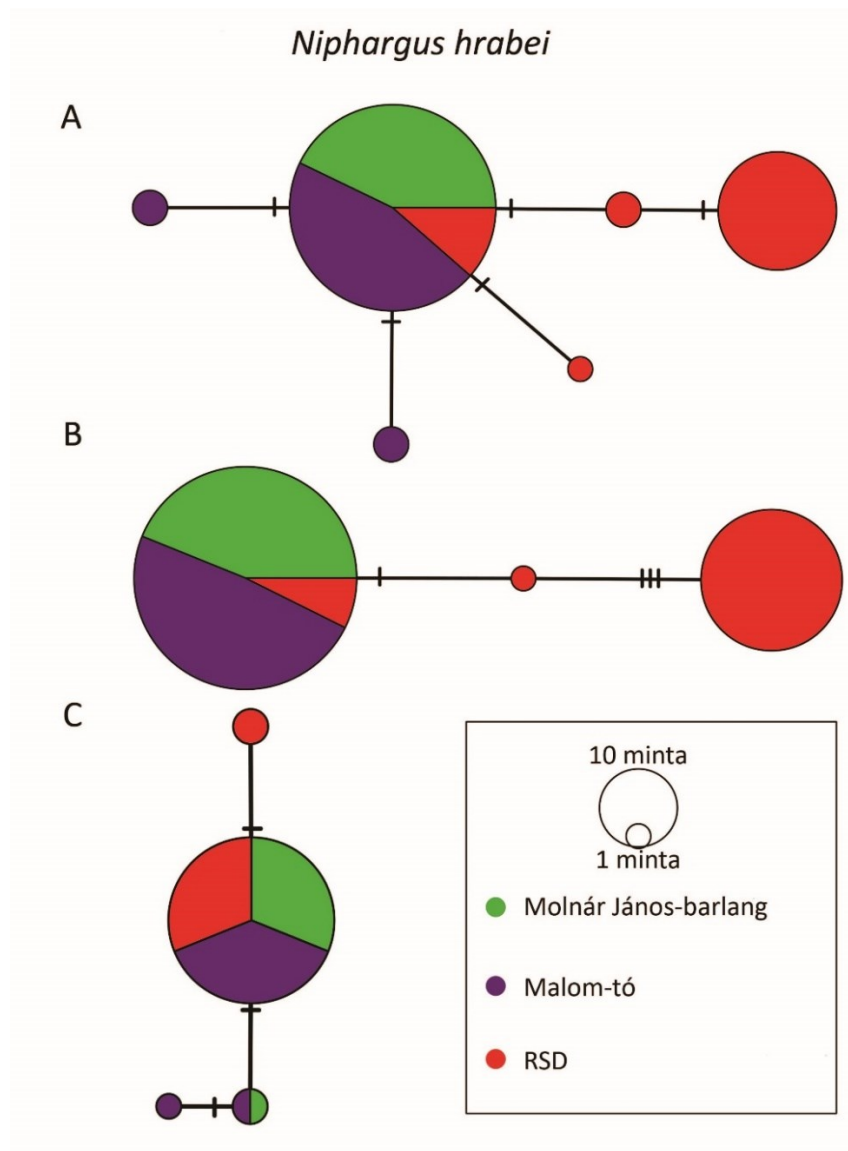 Niphargus hrabei
A
B
C
10 minta
1 minta
Molnár János-barlang
Malom-tó
RSD